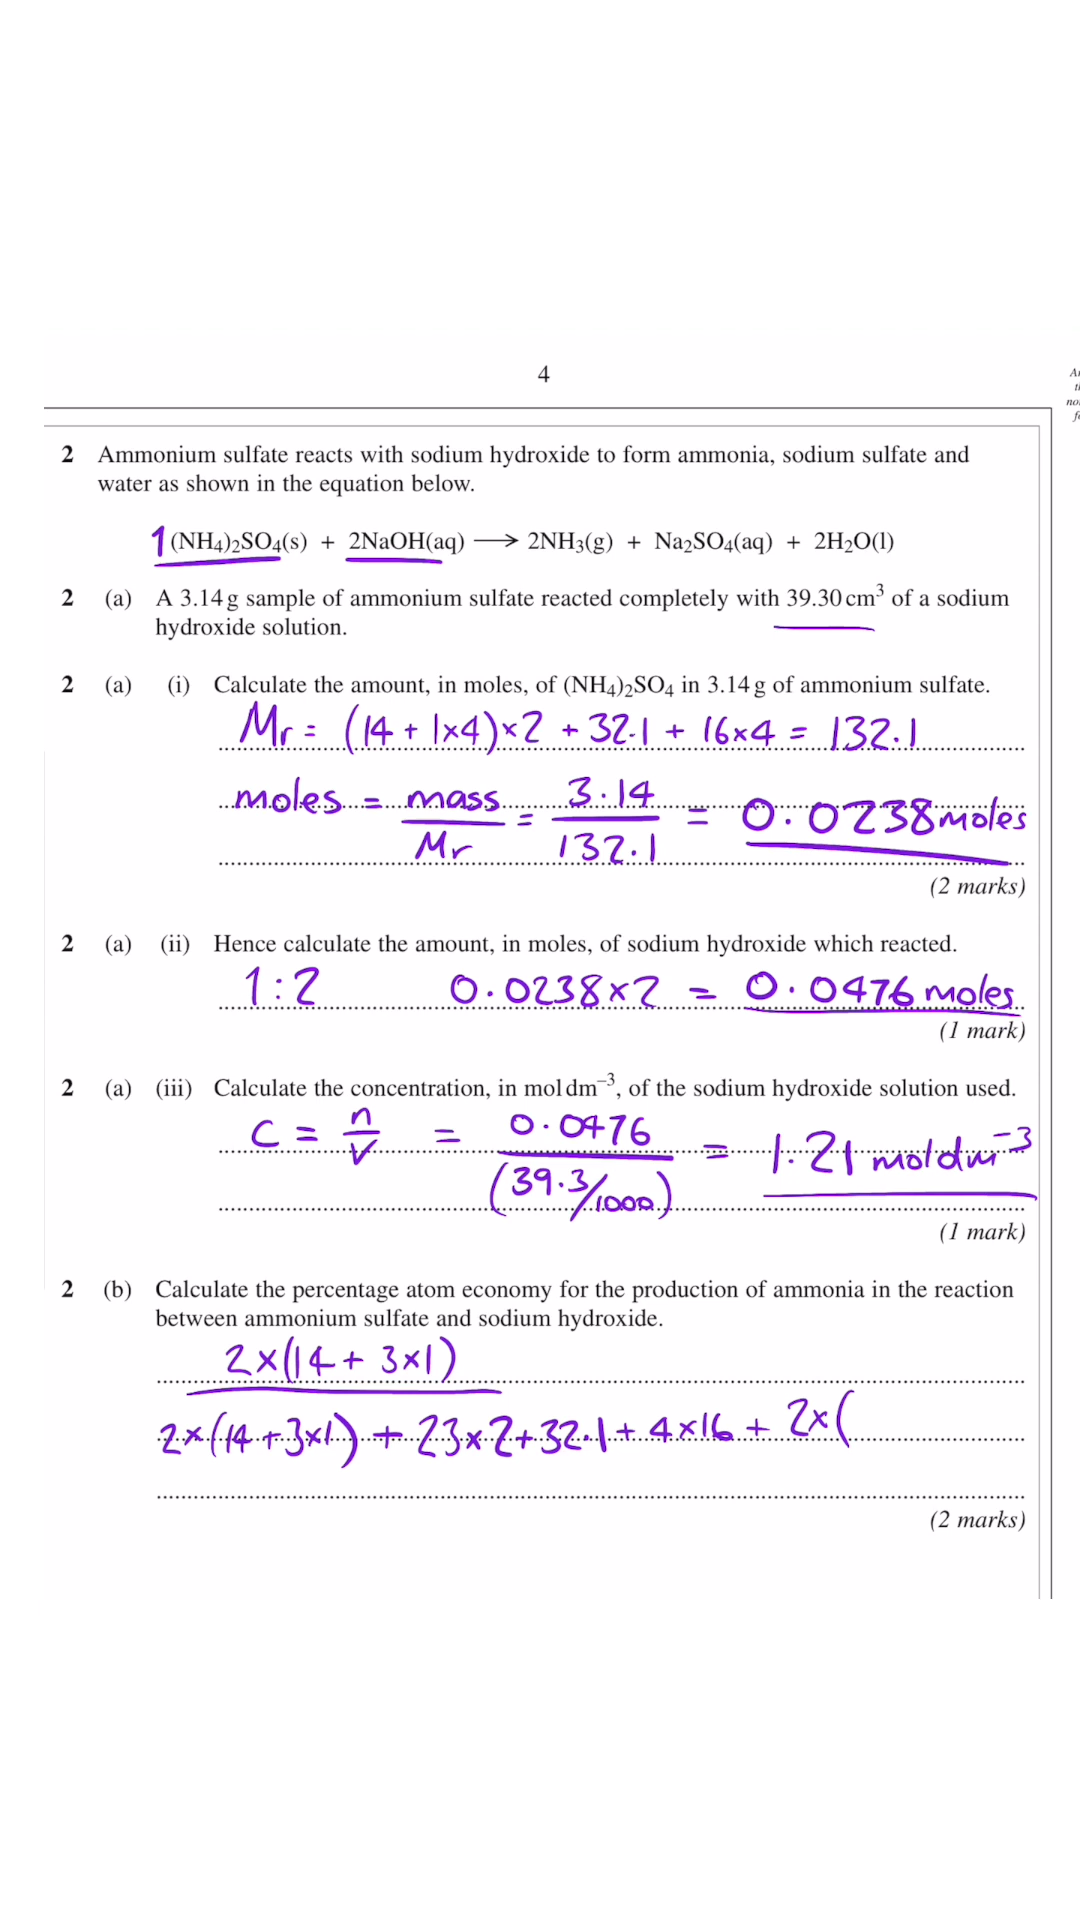 4
2 Ammonium sulfate reacts with sodium hydroxide to form ammonia, sodium sulfate and
water as shown in the equation below.
1 (NH₄)₂SO₄(s) + 2NaOH(aq) ⟶ 2NH₃(g) + Na₂SO₄(aq) + 2H₂O(l)
2 (a) A 3.14 g sample of ammonium sulfate reacted completely with 39.30 cm³ of a sodium
hydroxide solution.
2 (a) (i) Calculate the amount, in moles, of (NH₄)₂SO₄ in 3.14 g of ammonium sulfate.
Mr = (14 + 1×4)×2 + 32.1 + 16×4 = 132.1
moles = mass/Mr = 3.14/132.1 = 0.0238 moles
(2 marks)
2 (a) (ii) Hence calculate the amount, in moles, of sodium hydroxide which reacted.
1:2 0.0238×2 = 0.0476 moles
(1 mark)
2 (a) (iii) Calculate the concentration, in mol dm⁻³, of the sodium hydroxide solution used.
c = n/V = 0.0476/(39.3/1000) = 1.21 moldm⁻³
(1 mark)
2 (b) Calculate the percentage atom economy for the production of ammonia in the reaction
between ammonium sulfate and sodium hydroxide.
2×(14 + 3×1)
2×(14+3×1) + 23×2+32.1+4×16 + 2×(
(2 marks)